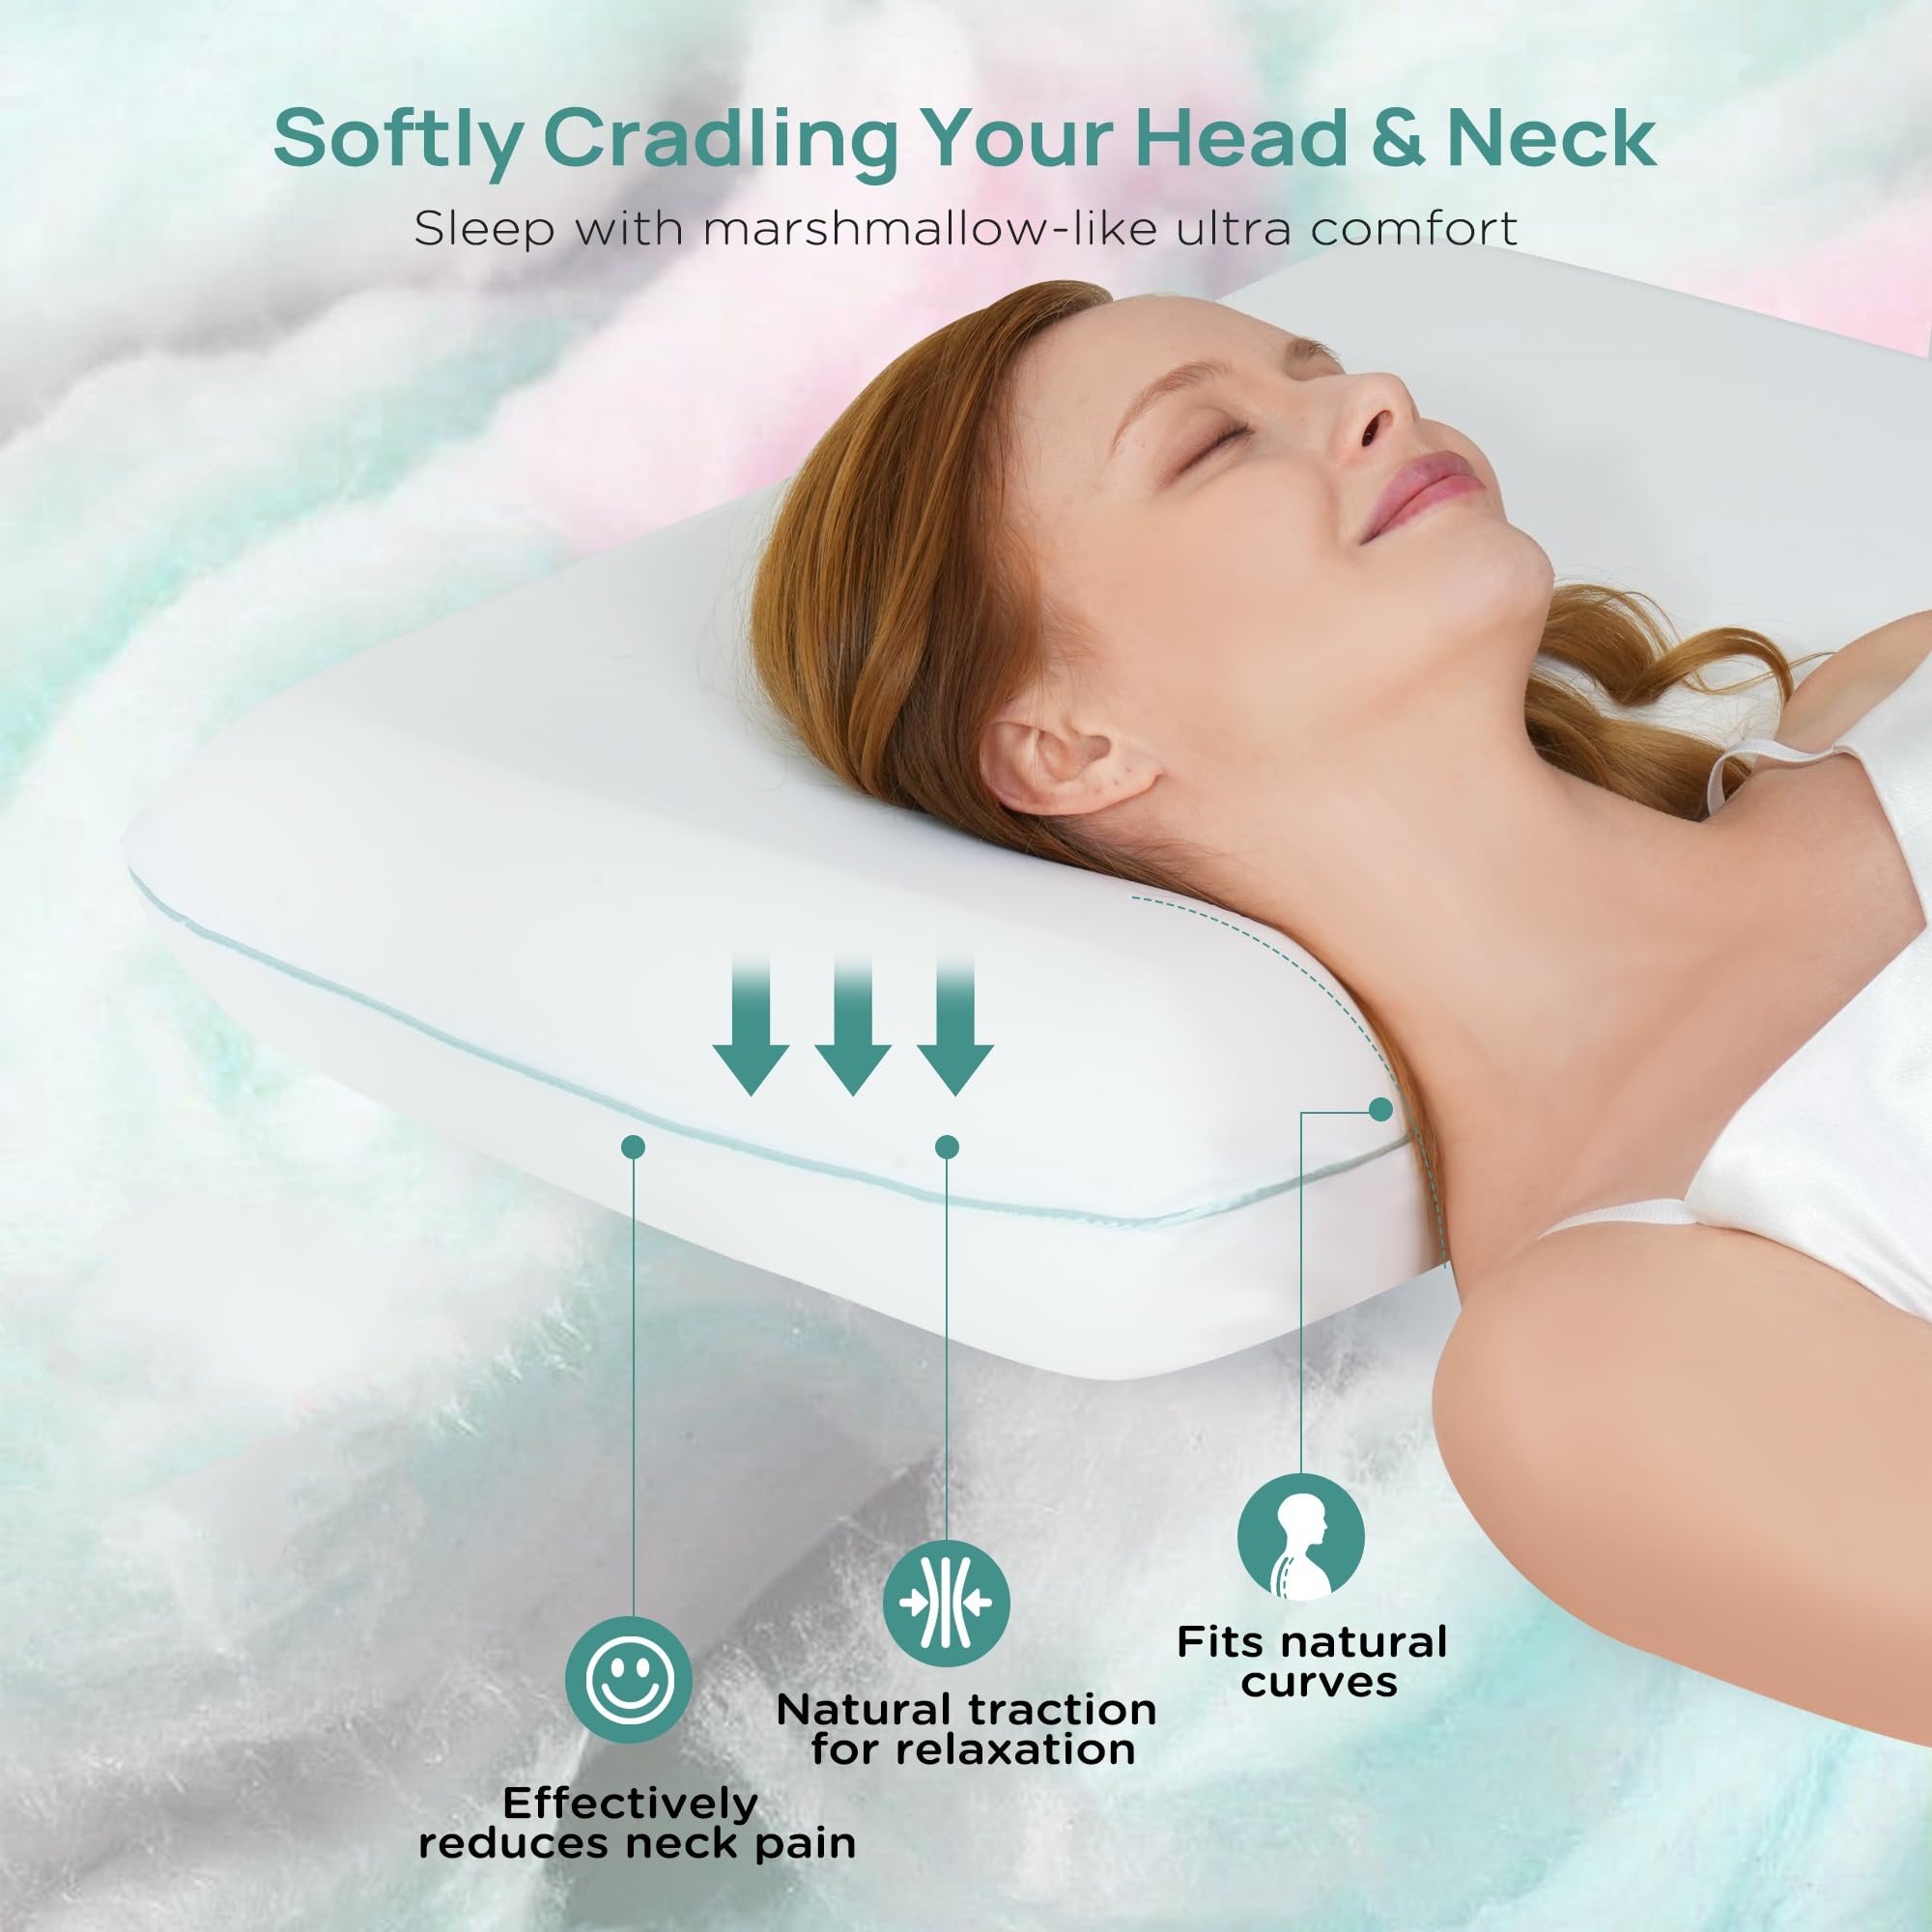 Softly Cradling Your Head & Neck
Sleep with marshmallow-like ultra comfort
Fits natural
curves
Natural traction
for relaxation
Effectively
reduces neck pain